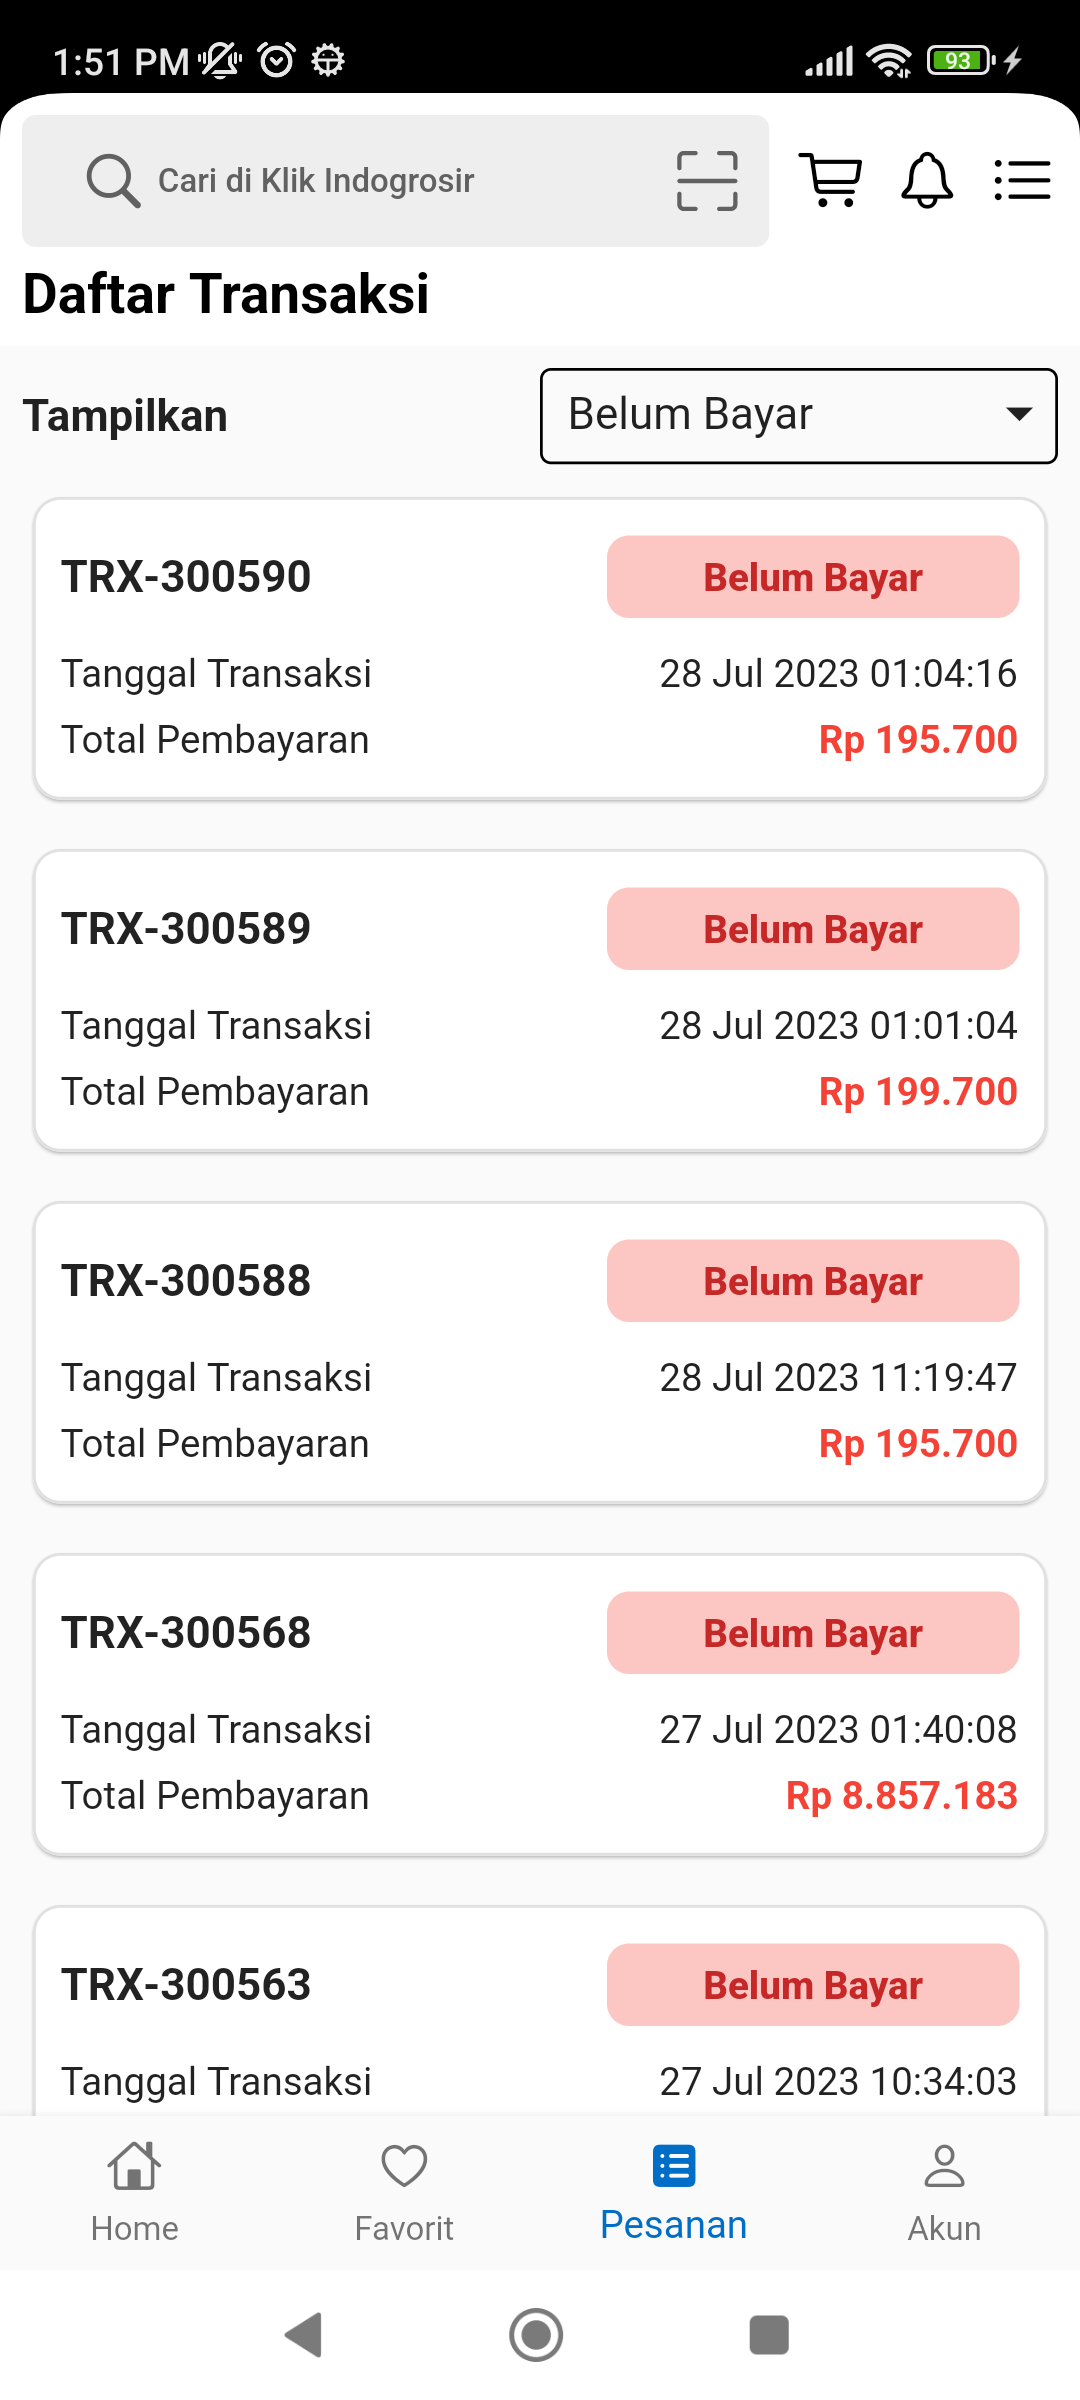 1:51 PM
93
Cari di Klik Indogrosir
Daftar Transaksi
Tampilkan
Belum Bayar
TRX-300590
Belum Bayar
Tanggal Transaksi
28 Jul 2023 01:04:16
Total Pembayaran
Rp 195.700
TRX-300589
Belum Bayar
Tanggal Transaksi
28 Jul 2023 01:01:04
Total Pembayaran
Rp 199.700
TRX-300588
Belum Bayar
Tanggal Transaksi
28 Jul 2023 11:19:47
Total Pembayaran
Rp 195.700
TRX-300568
Belum Bayar
Tanggal Transaksi
27 Jul 2023 01:40:08
Total Pembayaran
Rp 8.857.183
TRX-300563
Belum Bayar
Tanggal Transaksi
27 Jul 2023 10:34:03
Home
Favorit
Pesanan
Akun